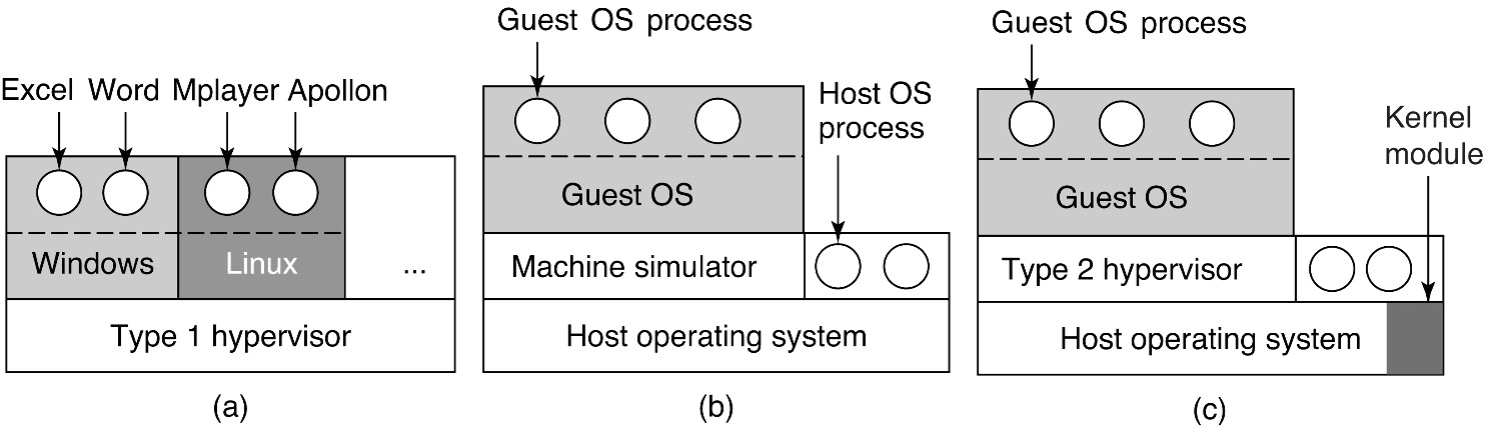 Excel Word Mplayer Apollon
Windows Linux ...
Type 1 hypervisor
(a)
Guest OS process
Host OS
process
Guest OS
Machine simulator
Host operating system
(b)
Guest OS process
Kernel
module
Guest OS
Type 2 hypervisor
Host operating system
(c)